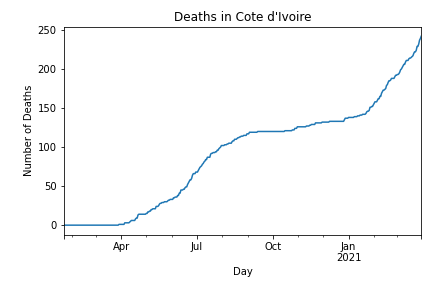 Deaths in Cote d'Ivoire
250
200
150
100
50
0
Number of Deaths
Apr
Jul
Oct
Jan
2021
Day